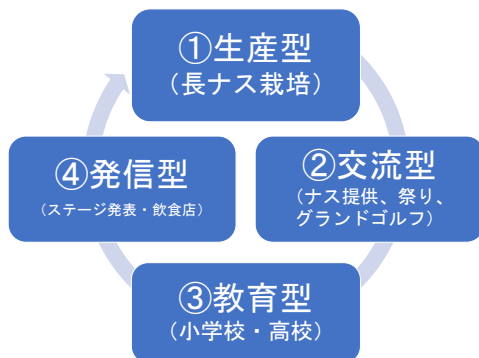 ①生産型
（長ナス栽培）
②交流型
（ナス提供、祭り、
グランドゴルフ）
③教育型
（小学校・高校）
④発信型
（ステージ発表・飲食店）